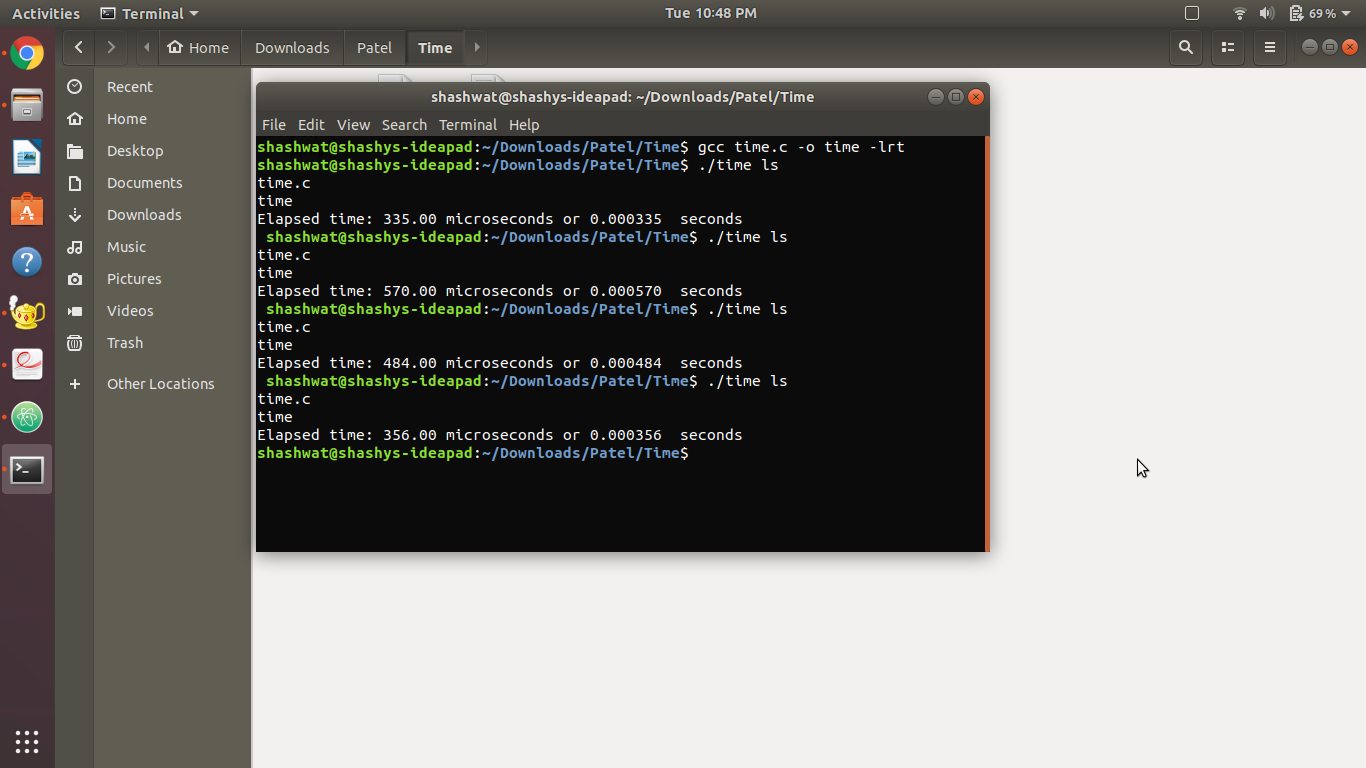 Activities Terminal Tue 10:48 PM 69 %
Home Downloads Patel Time
Recent
Home
Desktop
Documents
Downloads
Music
Pictures
Videos
Trash
Other Locations
shashwat@shashys-ideapad: ~/Downloads/Patel/Time
File Edit View Search Terminal Help
shashwat@shashys-ideapad:~/Downloads/Patel/Time$ gcc time.c -o time -lrt
shashwat@shashys-ideapad:~/Downloads/Patel/Time$ ./time ls
time.c
time
Elapsed time: 335.00 microseconds or 0.000335  seconds
 shashwat@shashys-ideapad:~/Downloads/Patel/Time$ ./time ls
time.c
time
Elapsed time: 570.00 microseconds or 0.000570  seconds
 shashwat@shashys-ideapad:~/Downloads/Patel/Time$ ./time ls
time.c
time
Elapsed time: 484.00 microseconds or 0.000484  seconds
 shashwat@shashys-ideapad:~/Downloads/Patel/Time$ ./time ls
time.c
time
Elapsed time: 356.00 microseconds or 0.000356  seconds
shashwat@shashys-ideapad:~/Downloads/Patel/Time$